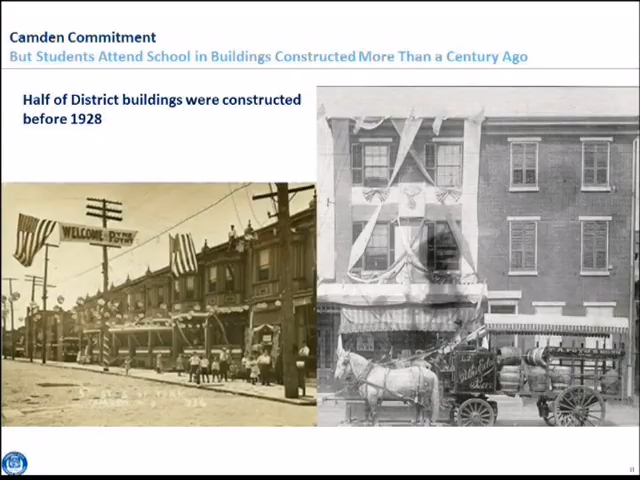 Camden Commitment
But Students Attend School in Buildings Constructed More Than a Century Ago
Half of District buildings were constructed
before 1928
WELCOME
11